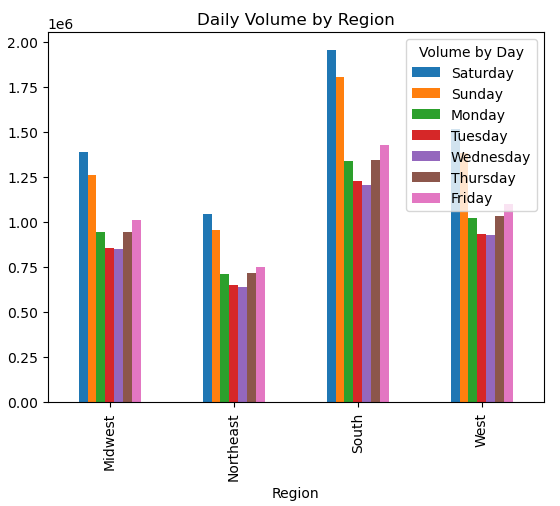 Daily Volume by Region
1e6
2.00
1.75
1.50
1.25
1.00
0.75
0.50
0.25
0.00
Volume by Day
Saturday
Sunday
Monday
Tuesday
Wednesday
Thursday
Friday
Midwest
Northeast
South
West
Region